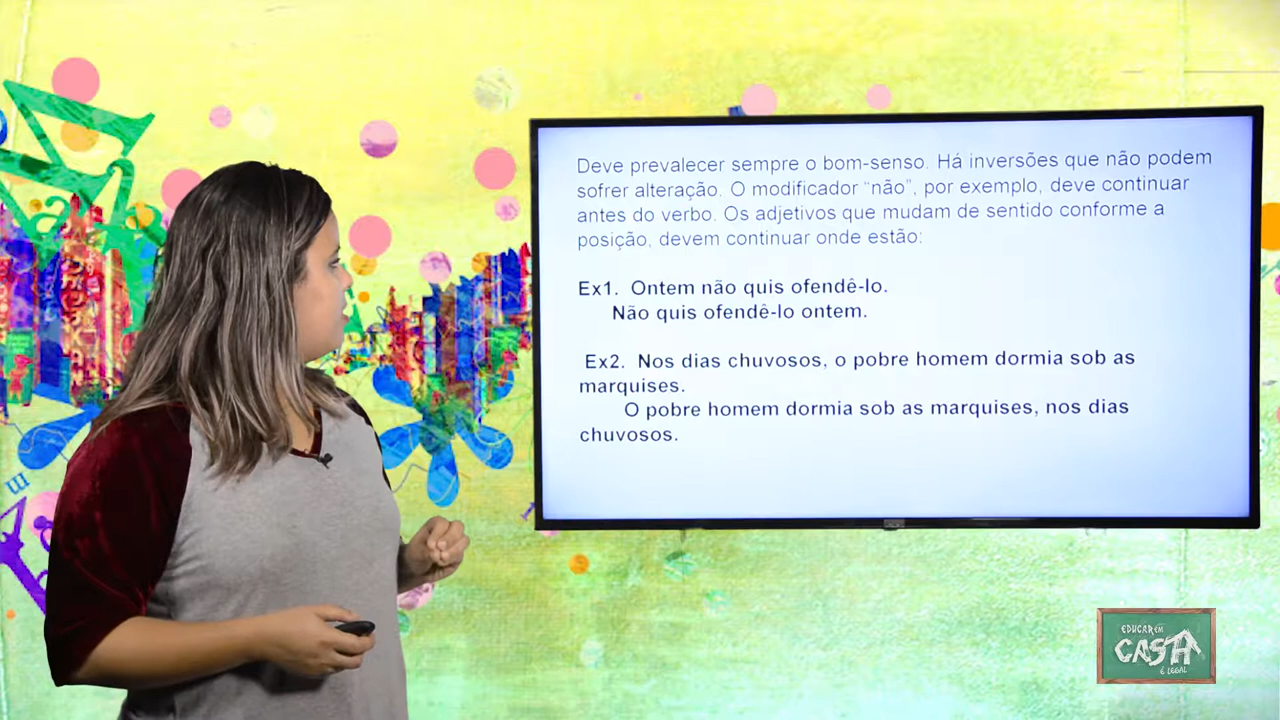 Deve prevalecer sempre o bom-senso. Há inversões que não podem
sofrer alteração. O modificador “não”, por exemplo, deve continuar
antes do verbo. Os adjetivos que mudam de sentido conforme a
posição, devem continuar onde estão:
Ex1. Ontem não quis ofendê-lo.
Não quis ofendê-lo ontem.
Ex2. Nos dias chuvosos, o pobre homem dormia sob as
marquises.
O pobre homem dormia sob as marquises, nos dias
chuvosos.
EDUCAR EM
CASA
É LEGAL